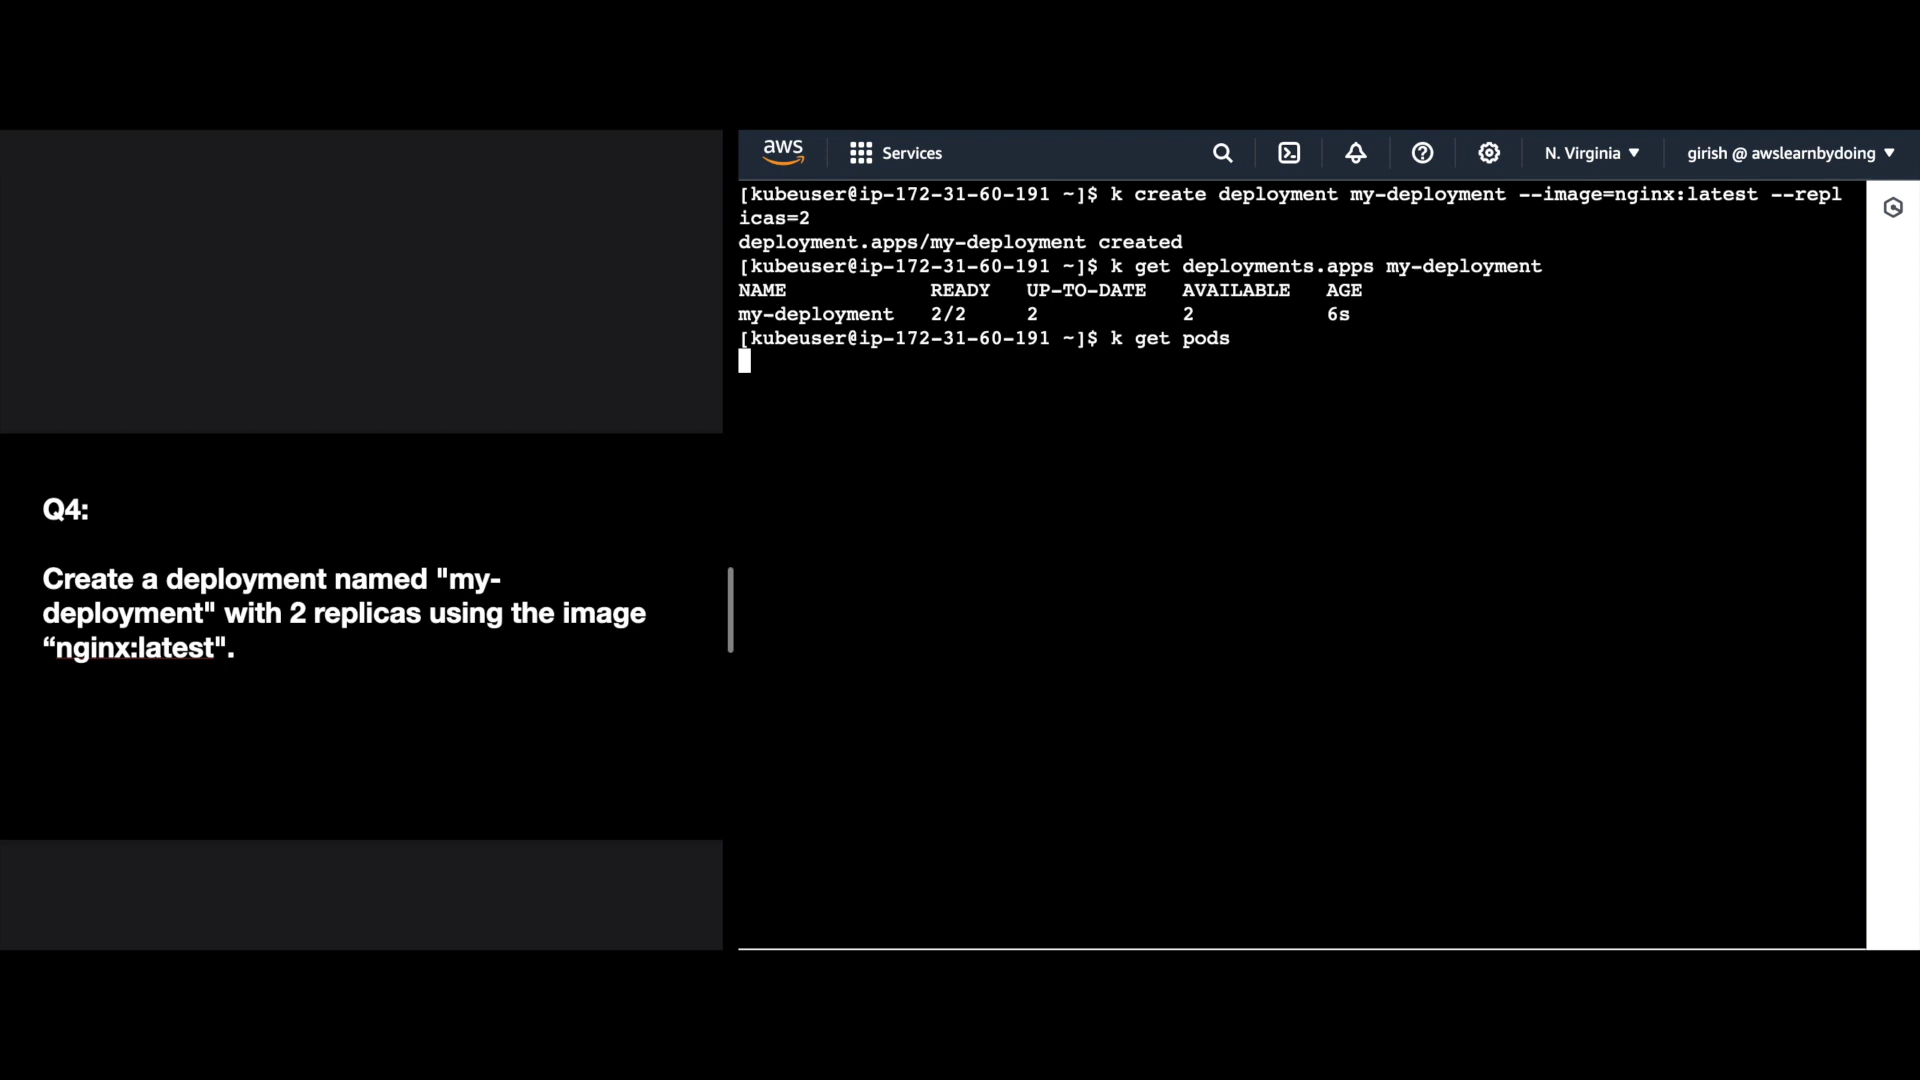 aws Services N. Virginia girish @ awslearnbydoing
[kubeuser@ip-172-31-60-191 ~]$ k create deployment my-deployment --image=nginx:latest --repl
icas=2
deployment.apps/my-deployment created
[kubeuser@ip-172-31-60-191 ~]$ k get deployments.apps my-deployment
NAME READY UP-TO-DATE AVAILABLE AGE
my-deployment 2/2 2 2 6s
[kubeuser@ip-172-31-60-191 ~]$ k get pods
Q4:
Create a deployment named "my-
deployment" with 2 replicas using the image
“nginx:latest".